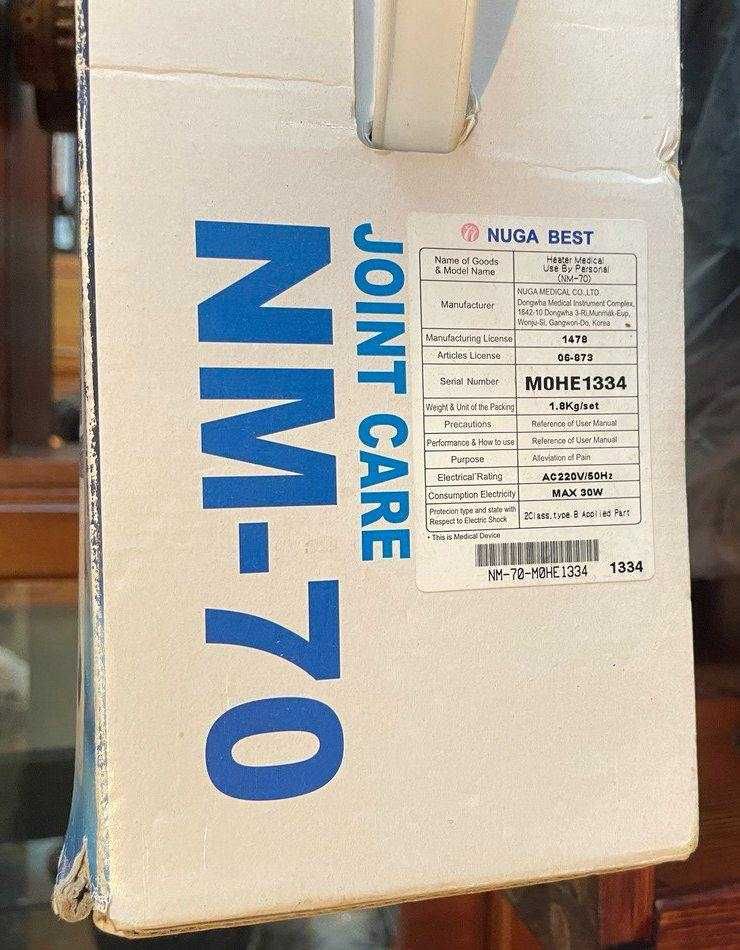 NM-70
JOINT CARE
NUGA BEST
Name of Goods & Model Name
Heater Medical
Use By Personal
(NM-70)
Manufacturer
NUGA MEDICAL CO.,LTD
Dongwha Medical Instrument Complex,
1642-10 Dongwha 3-Ri,Munmak-Eup,
Wonju-Si, Gangwon-Do, Korea
Manufacturing License 1478
Articles License 06-873
Serial Number M0HE1334
Weight & Unit of the Packing 1.8Kg/set
Precautions Reference of User Manual
Performance & How to use Reference of User Manual
Purpose Alleviation of Pain
Electrical Rating AC220V/50Hz
Consumption Electricity MAX 30W
Protecion type and state with
Respect to Electric Shock
2Class,type B Applied Part
• This is Medical Device
NM-70-M0HE1334 1334